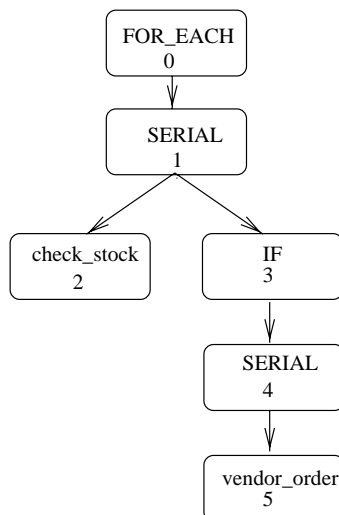 FOR_EACH
0
SERIAL
1
check_stock
2
IF
3
SERIAL
4
vendor_order
5